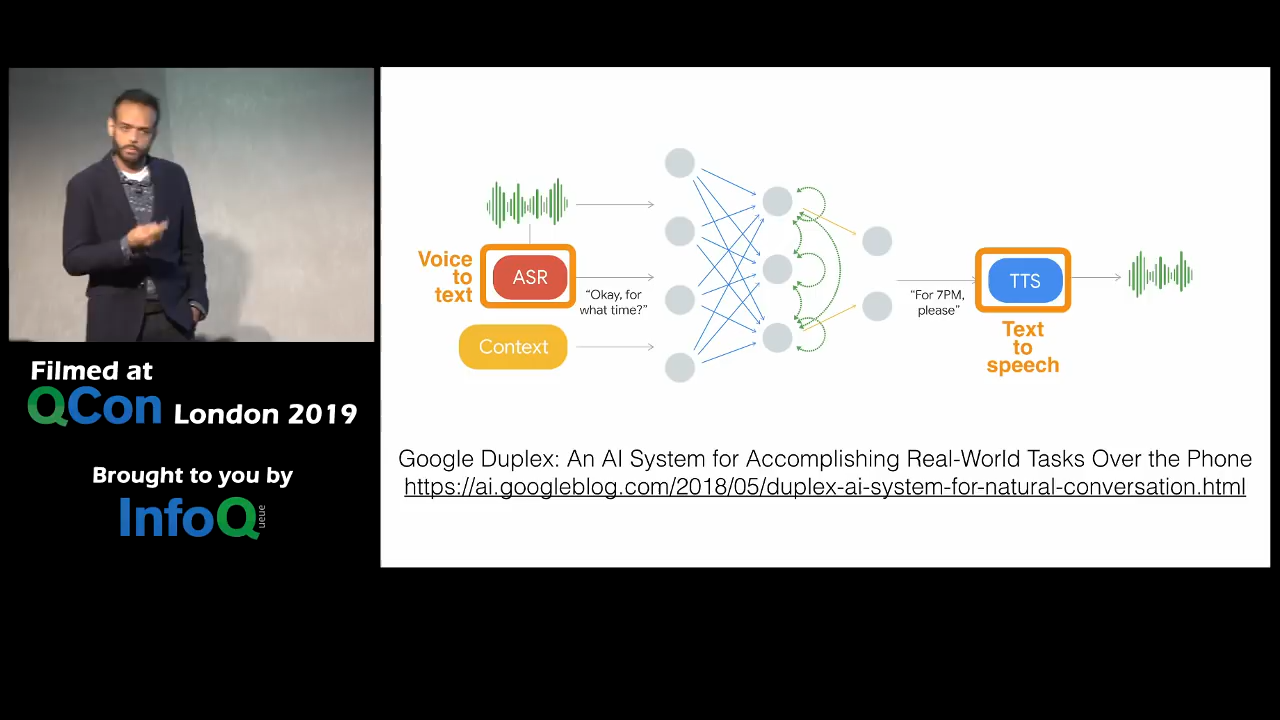 Filmed at
QCon London 2019
Brought to you by
InfoQ
ueue
Voice
to
text
ASR
"Okay, for
what time?"
Context
"For 7PM,
please"
TTS
Text
to
speech
Google Duplex: An AI System for Accomplishing Real-World Tasks Over the Phone
https://ai.googleblog.com/2018/05/duplex-ai-system-for-natural-conversation.html